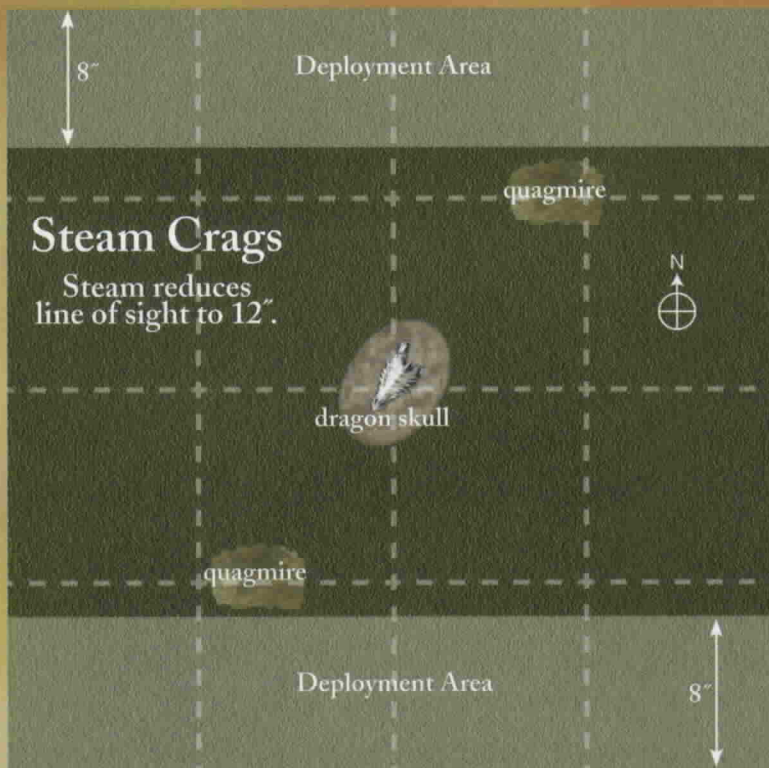 8″
Deployment Area
quagmire
Steam Crags
Steam reduces
line of sight to 12″.
N
dragon skull
quagmire
Deployment Area
8″